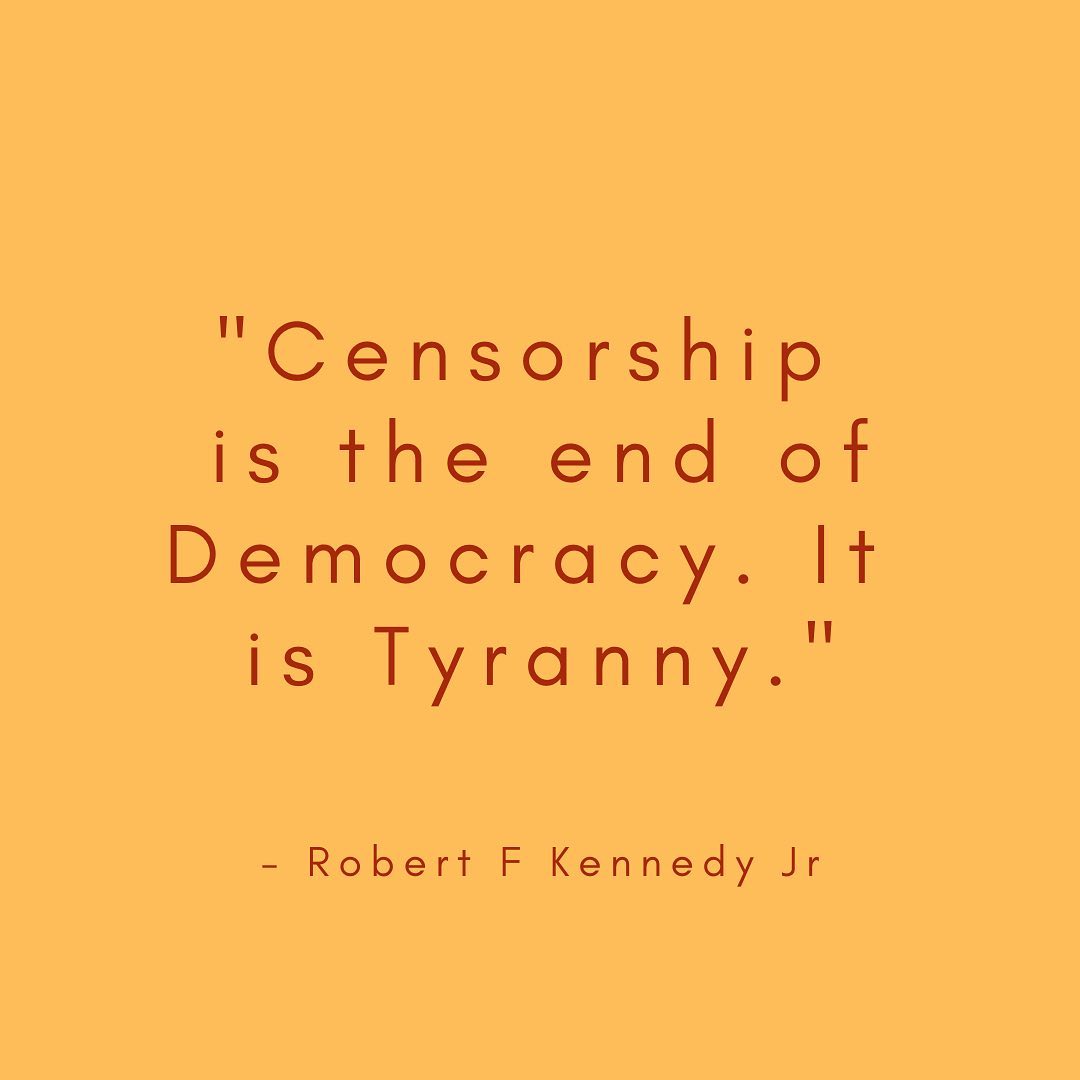 "Censorship
is the end of
Democracy. It
is Tyranny."
- Robert F Kennedy Jr